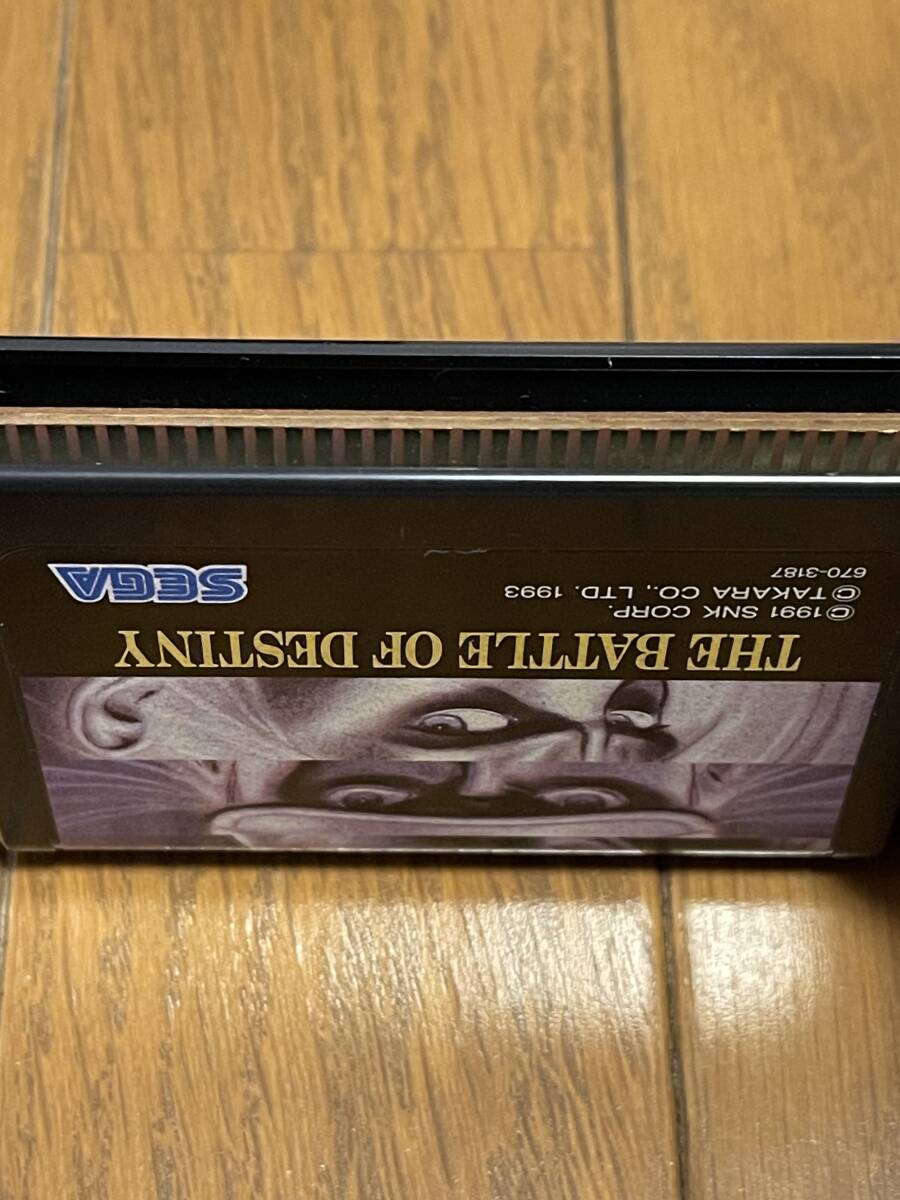 THE BATTLE OF DESTINY
©1991 SNK CORP.
©TAKARA CO., LTD. 1993
670-3187
SEGA